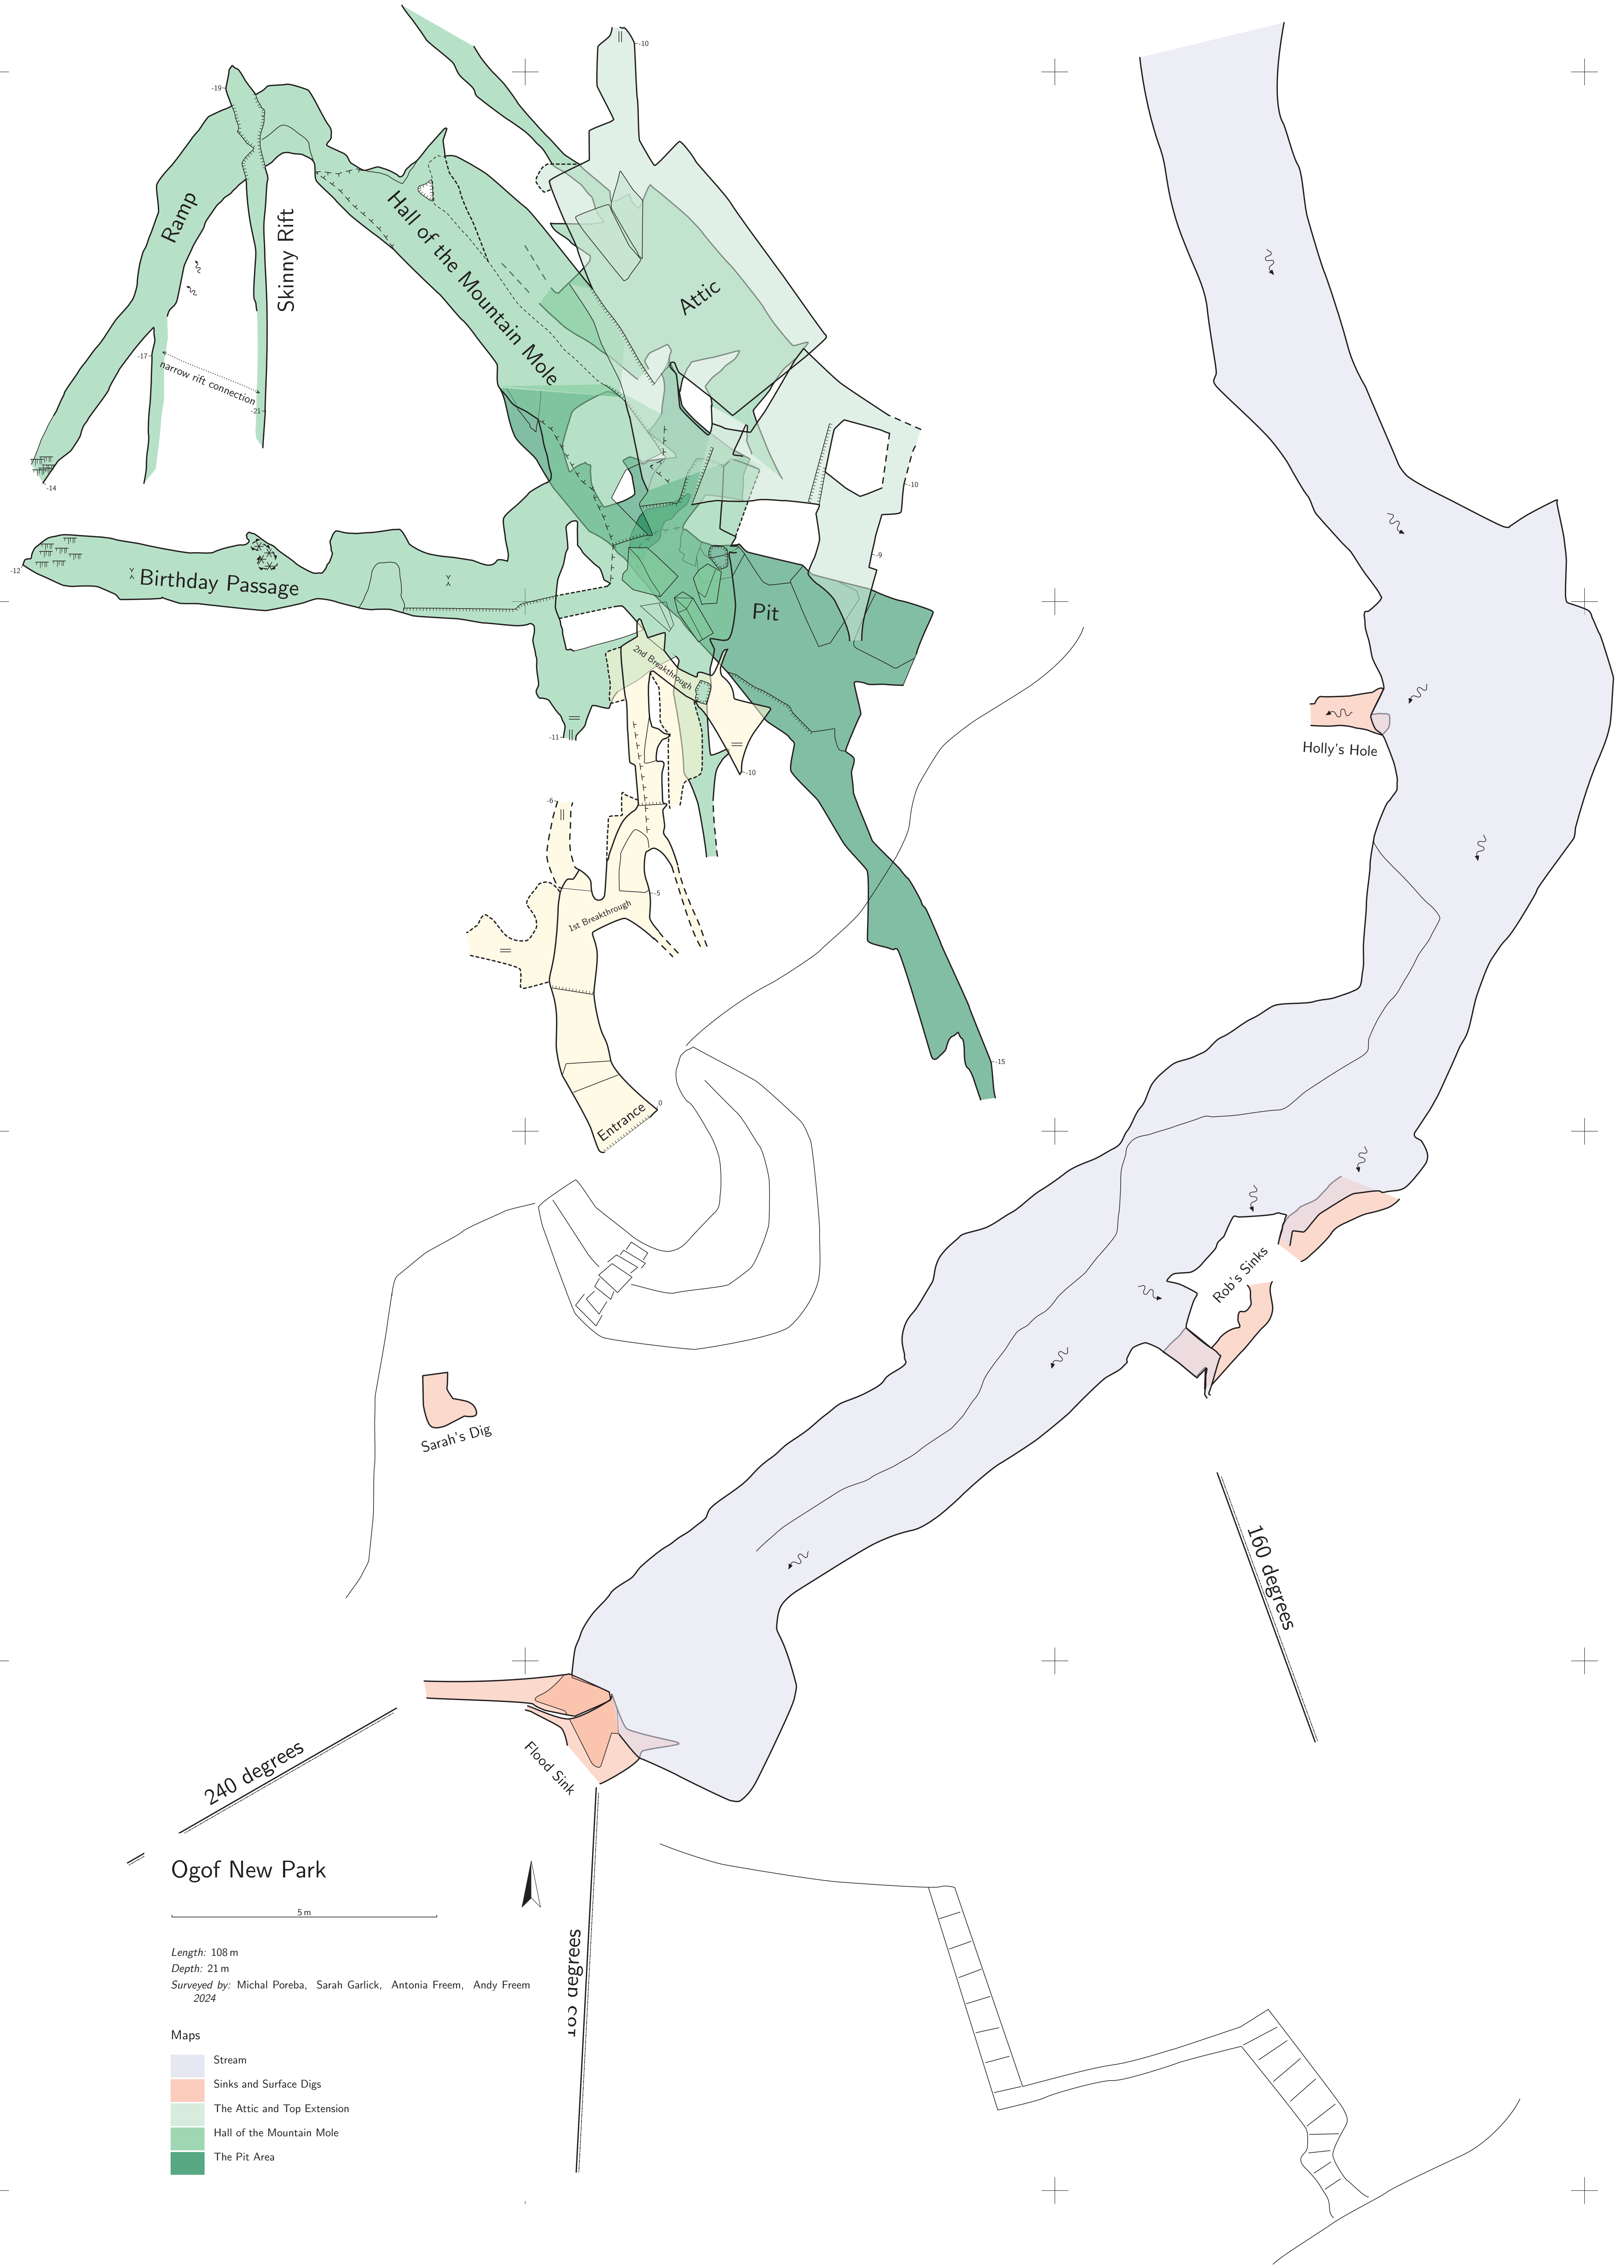 -10
-19
Ramp
Skinny Rift
Hall of the Mountain Mole
Attic
-17
narrow rift connection
-21
-14
-10
-12
Birthday Passage
-9
Pit
2nd Breakthrough
-11
-10
-6
Holly's Hole
-5
1st Breakthrough
-15
0
Entrance
Rob's Sinks
Sarah's Dig
160 degrees
240 degrees
Flood Sink
degrees
Ogof New Park
5 m
Length: 108 m
Depth: 21 m
Surveyed by: Michal Poreba, Sarah Garlick, Antonia Freem, Andy Freem
2024
Maps
Stream
Sinks and Surface Digs
The Attic and Top Extension
Hall of the Mountain Mole
The Pit Area